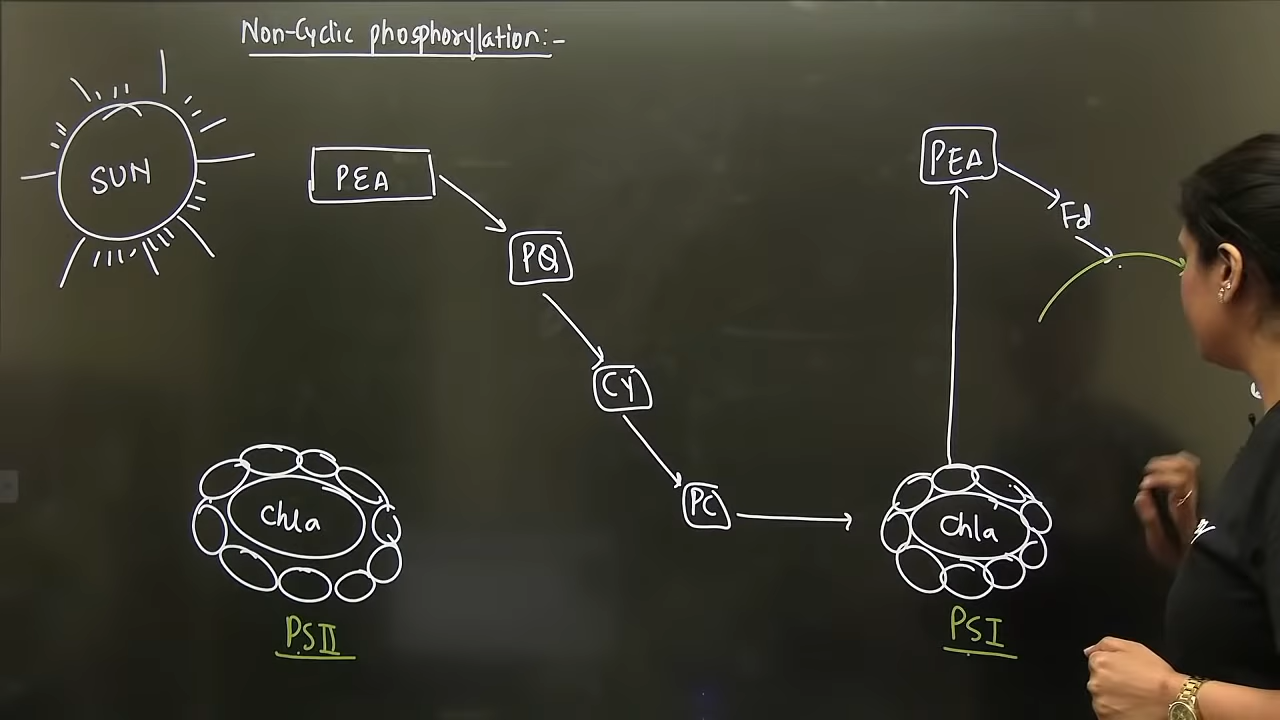 Non-Cyclic phosphorylation:-
SUN
PEA
PQ
CY
PC
Chla
PSII
PEA
Fd
Chla
PSI